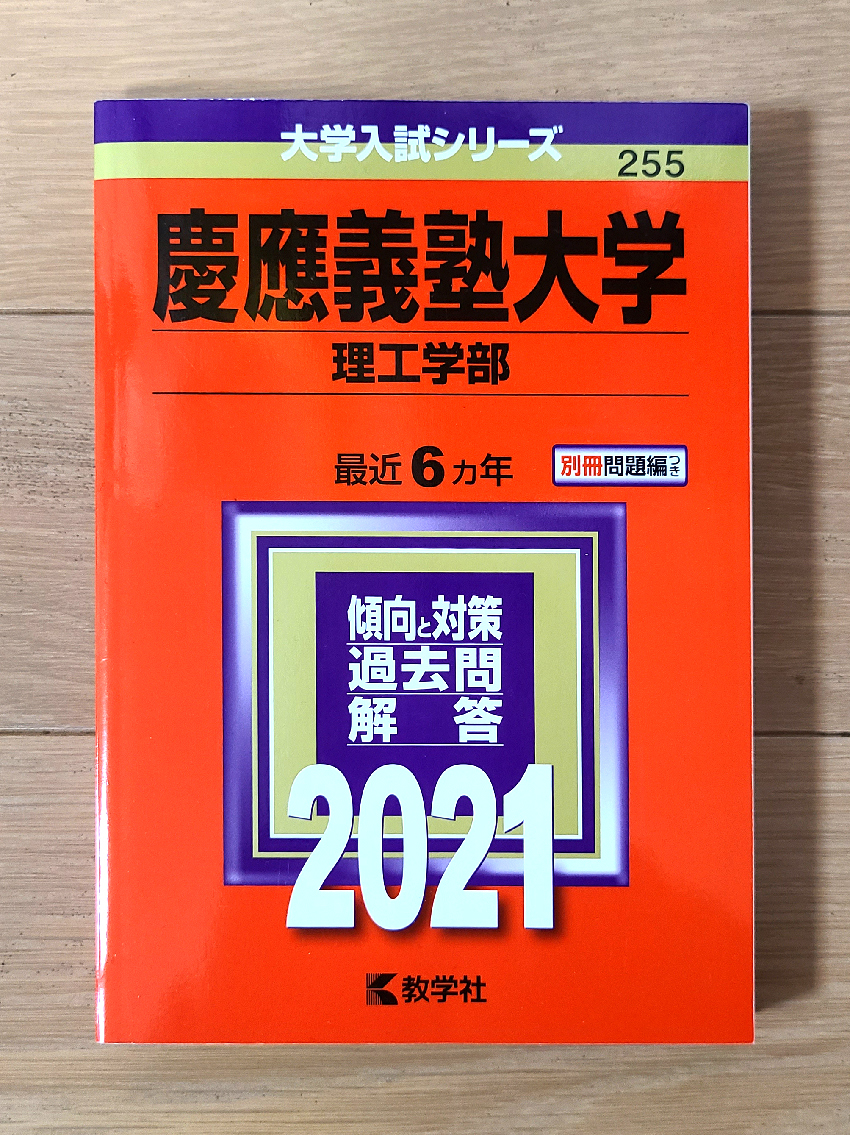 大学入試シリーズ
255
慶應義塾大学
理工学部
最近6カ年
別冊問題編つき
傾向と対策
過去問
解答
2021
教学社